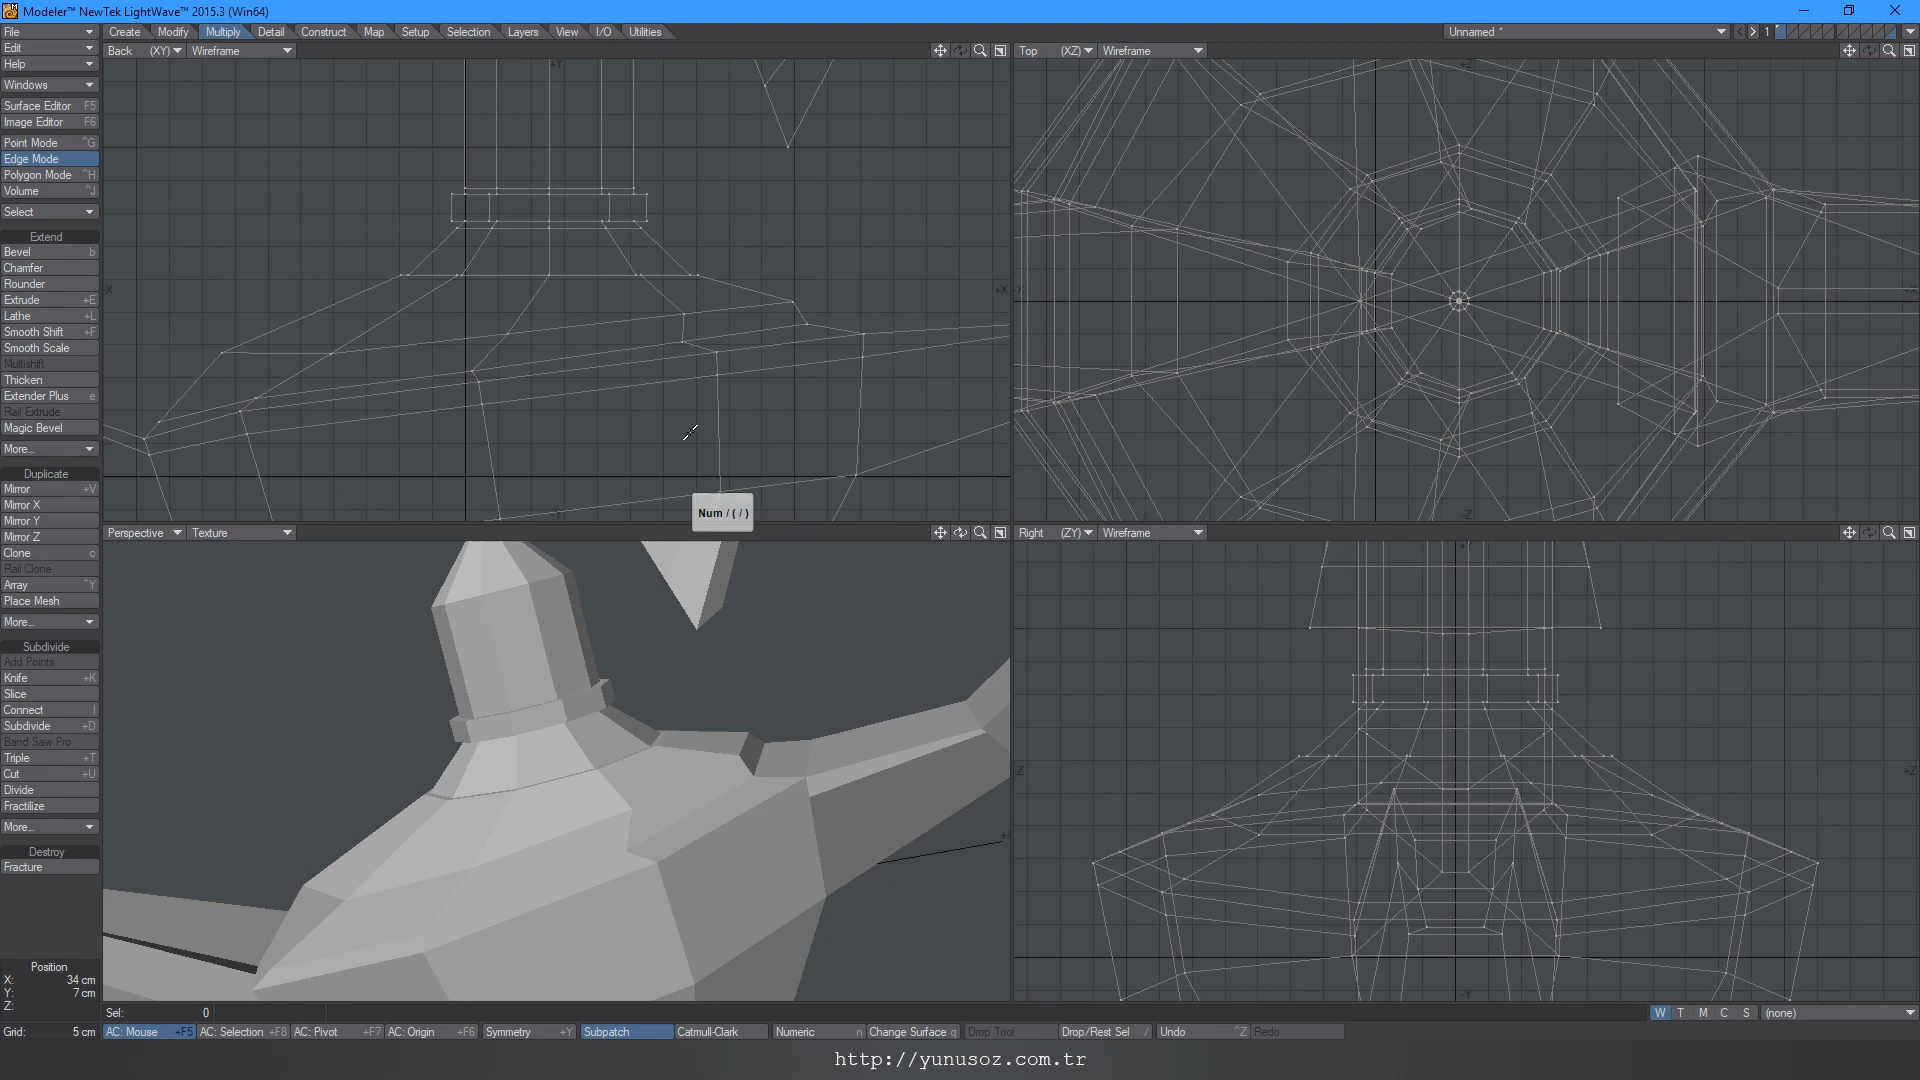 Modeler™ NewTek LightWave™ 2015.3 (Win64)
File Create Modify Multiply Detail Construct Map Setup Selection Layers View I/O Utilities Unnamed * 1
Edit
Help
Windows
Surface Editor F5
Image Editor F6
Point Mode ^G
Edge Mode
Polygon Mode ^H
Volume ^J
Select
Extend
Bevel b
Chamfer
Rounder
Extrude +E
Lathe +L
Smooth Shift +F
Smooth Scale
Multishift
Thicken
Extender Plus e
Rail Extrude
Magic Bevel
More...
Duplicate
Mirror +V
Mirror X
Mirror Y
Mirror Z
Clone c
Rail Clone
Array ^Y
Place Mesh
More...
Subdivide
Add Points
Knife +K
Slice
Connect l
Subdivide +D
Band Saw Pro
Triple +T
Cut +U
Divide
Fractilize
More...
Destroy
Fracture
Position
X: 34 cm
Y: 7 cm
Z:
Grid: 5 cm
Back (XY) Wireframe
+Y
-X
+X
-Y
Num / ( / )
Top (XZ) Wireframe
+Z
-X
+X
-Z
Perspective Texture
+X
Right (ZY) Wireframe
+Y
-Z
+Z
-Y
Sel: 0
W T M C S (none)
AC: Mouse +F5 AC: Selection +F8 AC: Pivot +F7 AC: Origin +F6 Symmetry +Y Subpatch Catmull-Clark Numeric n Change Surface q Drop Tool Drop/Rest Sel / Undo ^Z Redo
http://yunusoz.com.tr